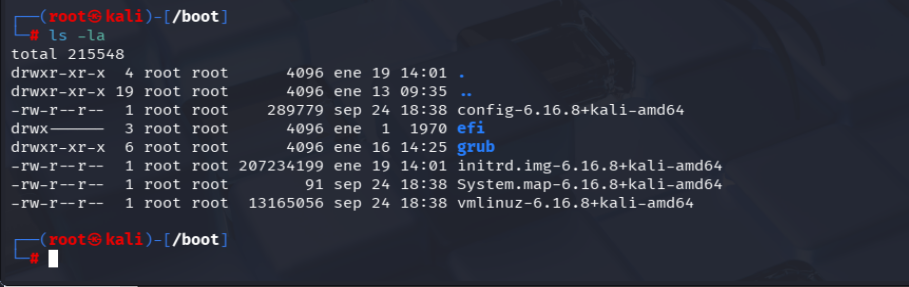 ┌──(root㉿kali)-[/boot]
└─# ls -la
total 215548
drwxr-xr-x  4 root root      4096 ene 19 14:01 .
drwxr-xr-x 19 root root      4096 ene 13 09:35 ..
-rw-r--r--  1 root root    289779 sep 24 18:38 config-6.16.8+kali-amd64
drwx------  3 root root      4096 ene  1  1970 efi
drwxr-xr-x  6 root root      4096 ene 16 14:25 grub
-rw-r--r--  1 root root 207234199 ene 19 14:01 initrd.img-6.16.8+kali-amd64
-rw-r--r--  1 root root        91 sep 24 18:38 System.map-6.16.8+kali-amd64
-rw-r--r--  1 root root  13165056 sep 24 18:38 vmlinuz-6.16.8+kali-amd64
┌──(root㉿kali)-[/boot]
└─#